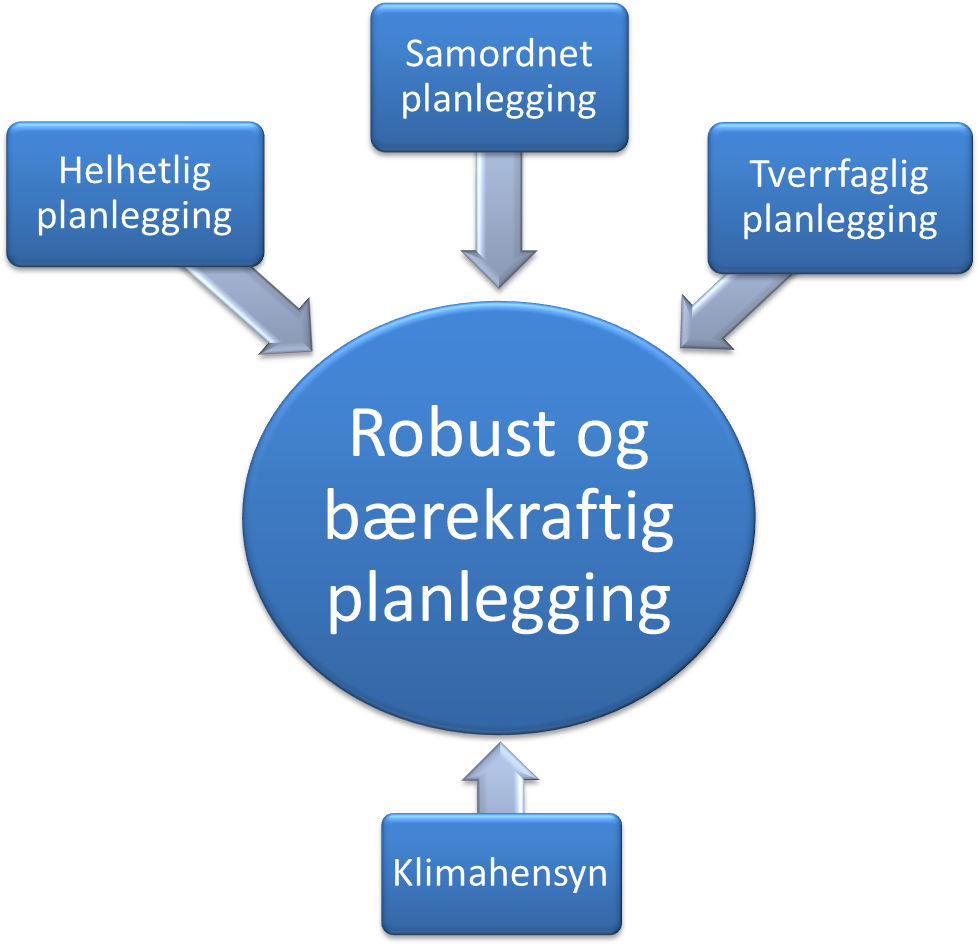 Samordnet
planlegging
Helhetlig
planlegging
Tverrfaglig
planlegging
Robust og
bærekraftig
planlegging
Klimahensyn